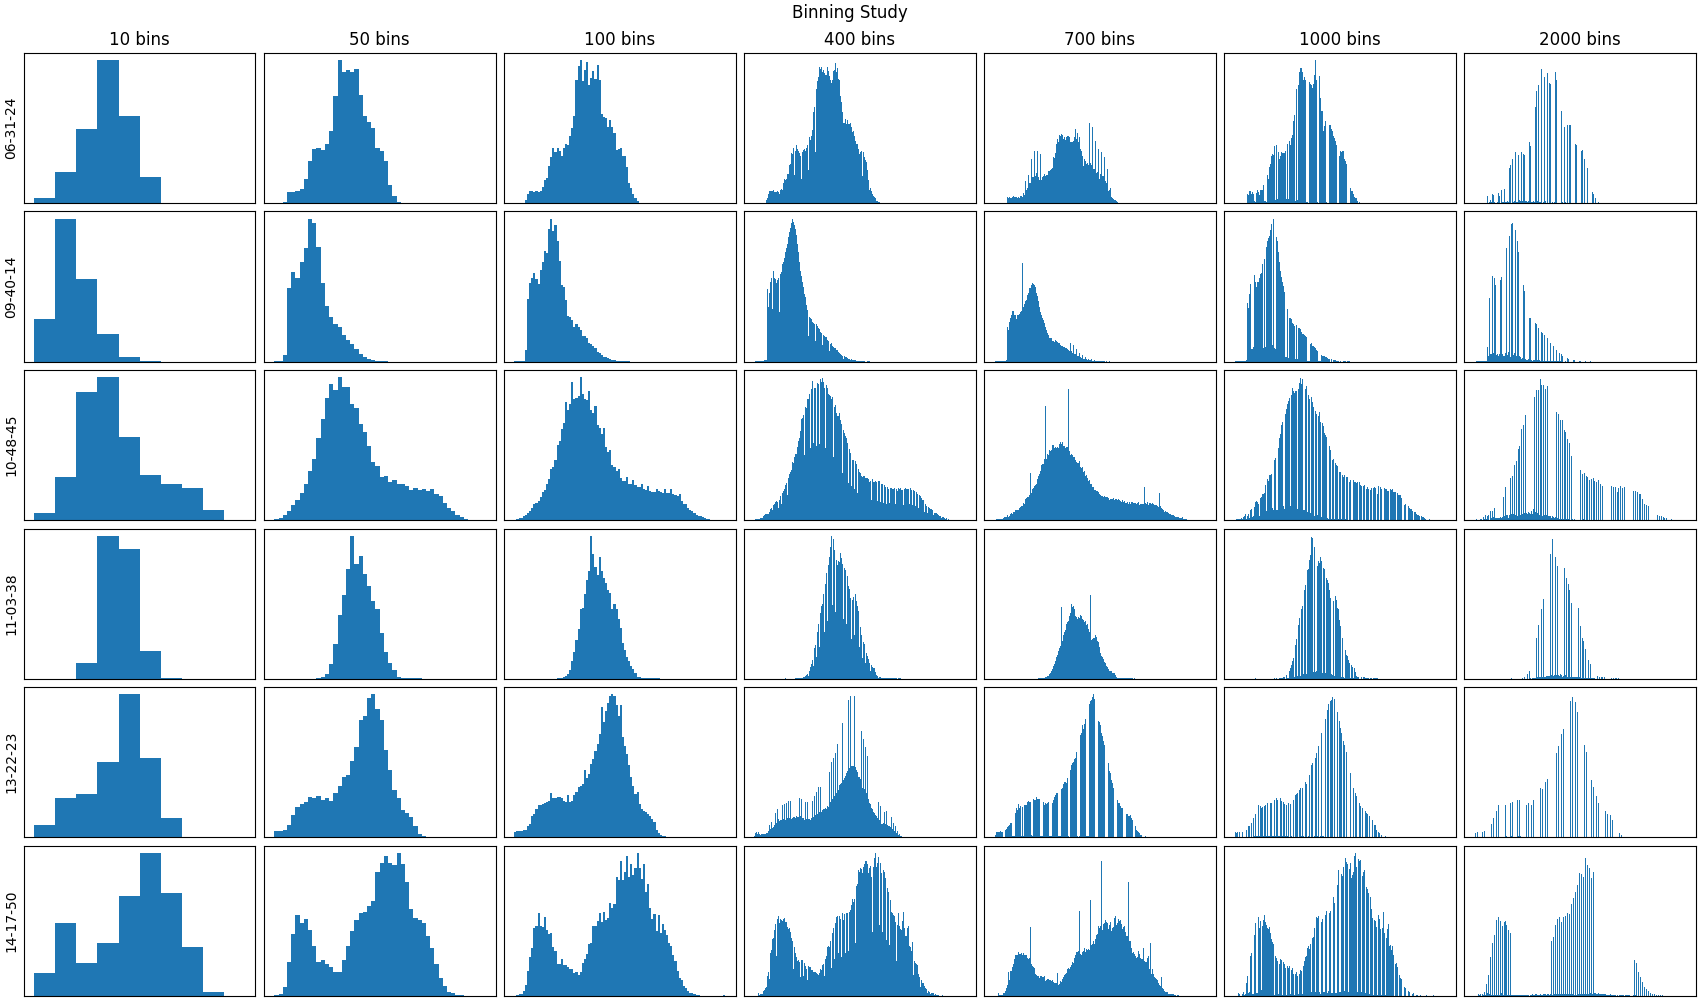 Binning Study
10 bins
50 bins
100 bins
400 bins
700 bins
1000 bins
2000 bins
06-31-24
09-40-14
10-48-45
11-03-38
13-22-23
14-17-50